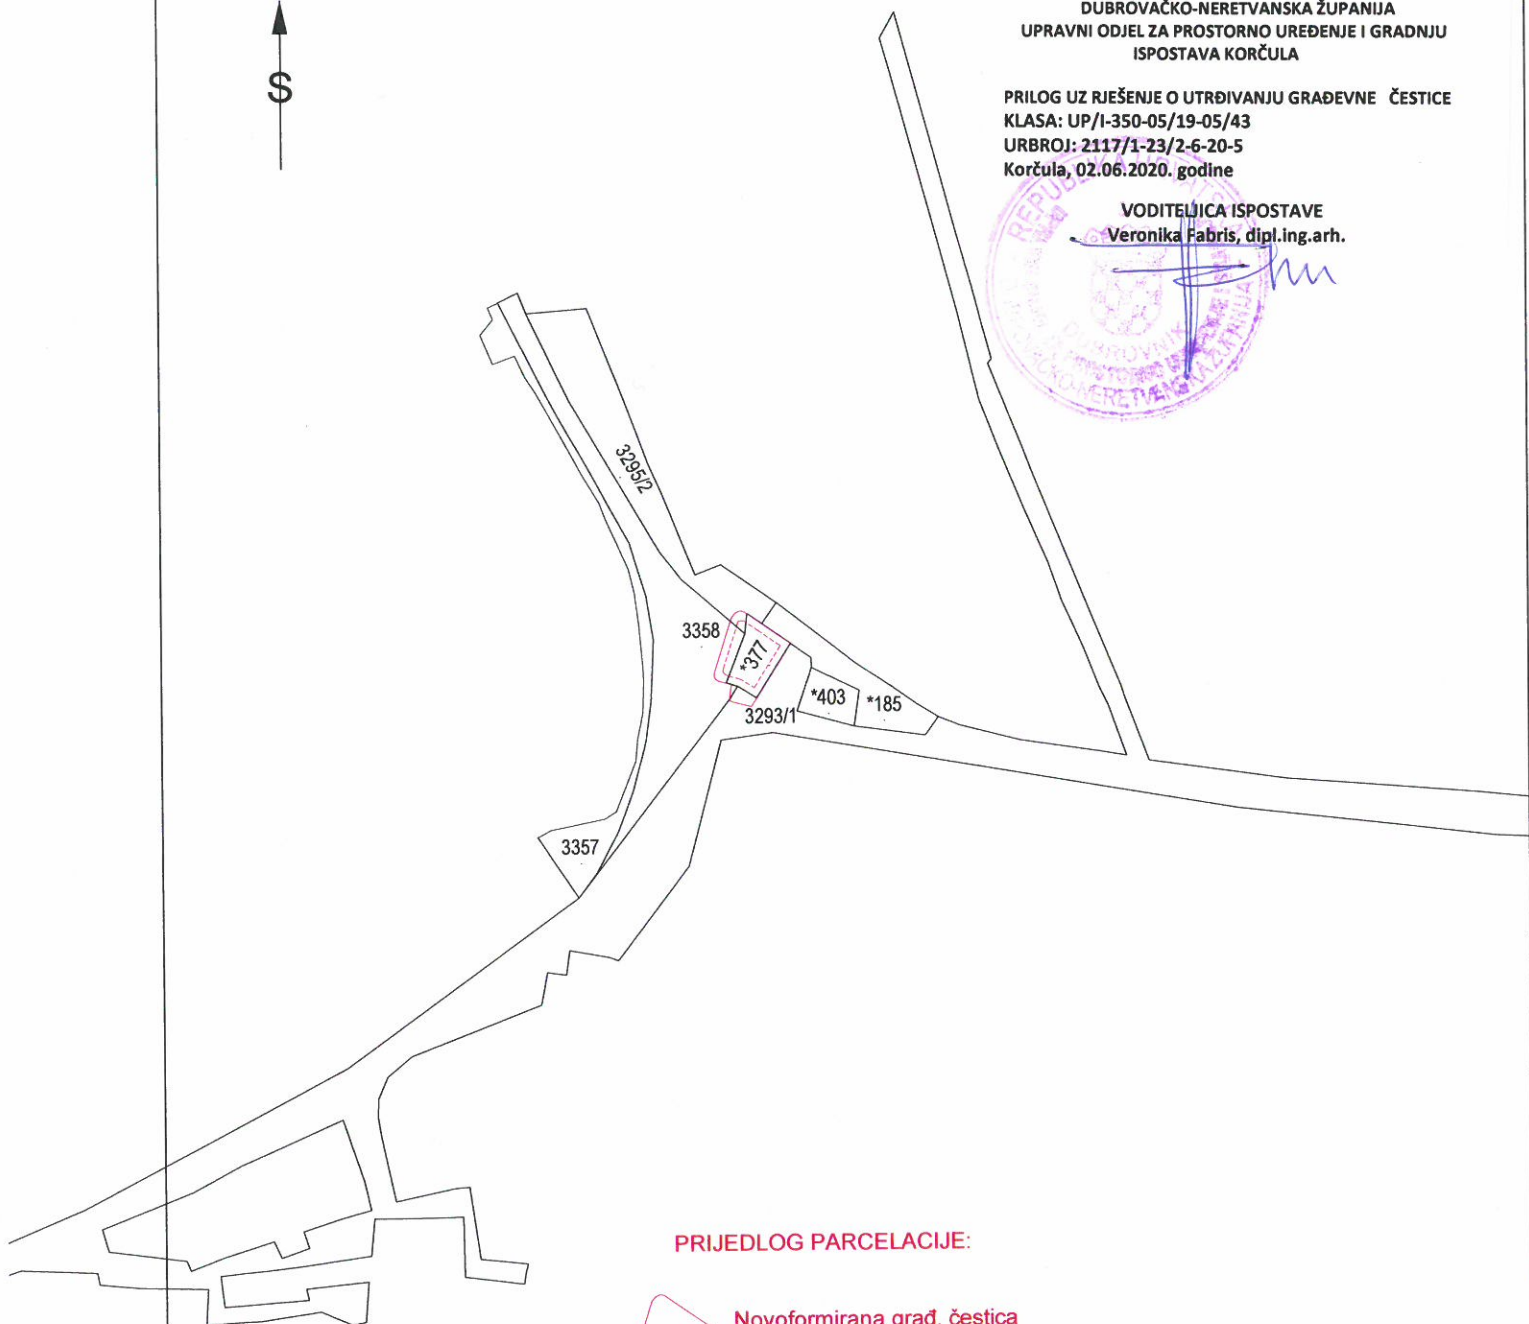 S
DUBROVAČKO-NERETVANSKA ŽUPANIJA
UPRAVNI ODJEL ZA PROSTORNO UREĐENJE I GRADNJU
ISPOSTAVA KORČULA
PRILOG UZ RJEŠENJE O UTRĐIVANJU GRAĐEVNE ČESTICE
KLASA: UP/I-350-05/19-05/43
URBROJ: 2117/1-23/2-6-20-5
Korčula, 02.06.2020. godine
VODITELJICA ISPOSTAVE
Veronika Fabris, dipl.ing.arh.
REPUBLIKA HRVATSKA
DUBROVNIK
3295/2
3358
*377
*403
*185
3293/1
3357
PRIJEDLOG PARCELACIJE:
Novoformirana građ. čestica